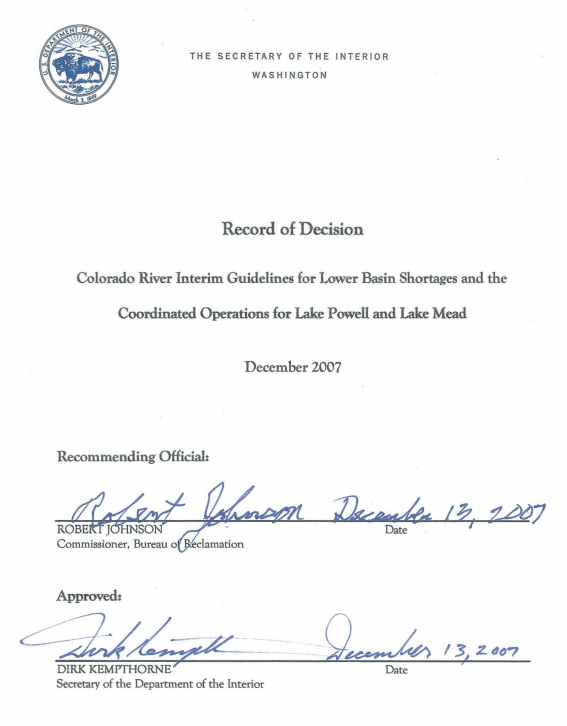 U.S. DEPARTMENT OF THE INTERIOR
March 3, 1849
THE SECRETARY OF THE INTERIOR
WASHINGTON
Record of Decision
Colorado River Interim Guidelines for Lower Basin Shortages and the
Coordinated Operations for Lake Powell and Lake Mead
December 2007
Recommending Official:
Robert Johnson December 13, 2007
ROBERT JOHNSON Date
Commissioner, Bureau of Reclamation
Approved:
Dirk Kempth December 13, 2007
DIRK KEMPTHORNE Date
Secretary of the Department of the Interior